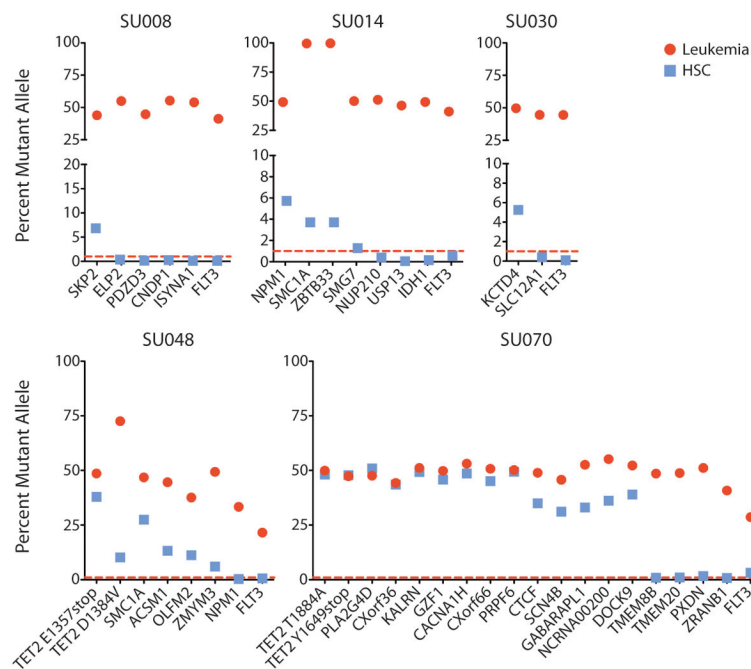 SU008
SU014
SU030
Leukemia
HSC
Percent Mutant Allele
100
75
50
25
20
15
10
5
0
SKP2
ELP2
PDZD3
CNDP1
ISYNA1
FLT3
100
75
50
25
10
8
6
4
2
0
NPM1
SMC1A
ZBTB33
SMG7
NUP210
USP13
IDH1
FLT3
100
75
50
25
10
8
6
4
2
0
KCTD4
SLC12A1
FLT3
SU048
SU070
Percent Mutant Allele
100
75
50
25
0
TET2 E1357stop
TET2 D1384V
SMC1A
ACSM1
OLFM2
ZMYM3
NPM1
FLT3
100
75
50
25
0
TET2 T1884A
TET2 Y1649stop
PLA2G4D
CXorf36
KALRN
GZF1
CACNA1H
CXorf66
PRPF6
CTCF
SCN4B
GABARAPL1
NCRNA00200
DOCK9
TMEM8B
TMEM20
PXDN
ZRANB1
FLT3